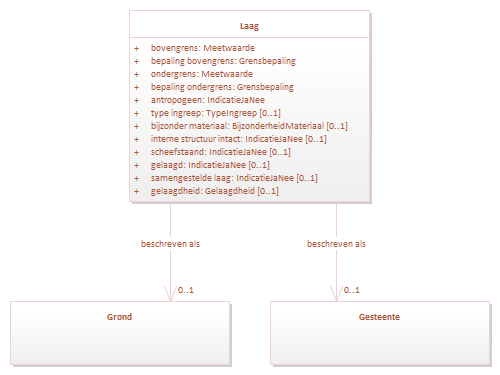 Laag
+ bovengrens: Meetwaarde
+ bepaling bovengrens: Grensbepaling
+ ondergrens: Meetwaarde
+ bepaling ondergrens: Grensbepaling
+ antropogeen: IndicatieJaNee
+ type ingreep: TypeIngreep [0..1]
+ bijzonder materiaal: BijzonderheidMateriaal [0..1]
+ interne structuur intact: IndicatieJaNee [0..1]
+ scheefstaand: IndicatieJaNee [0..1]
+ gelaagd: IndicatieJaNee [0..1]
+ samengestelde laag: IndicatieJaNee [0..1]
+ gelaagdheid: Gelaagdheid [0..1]
beschreven als
beschreven als
0..1
0..1
Grond
Gesteente